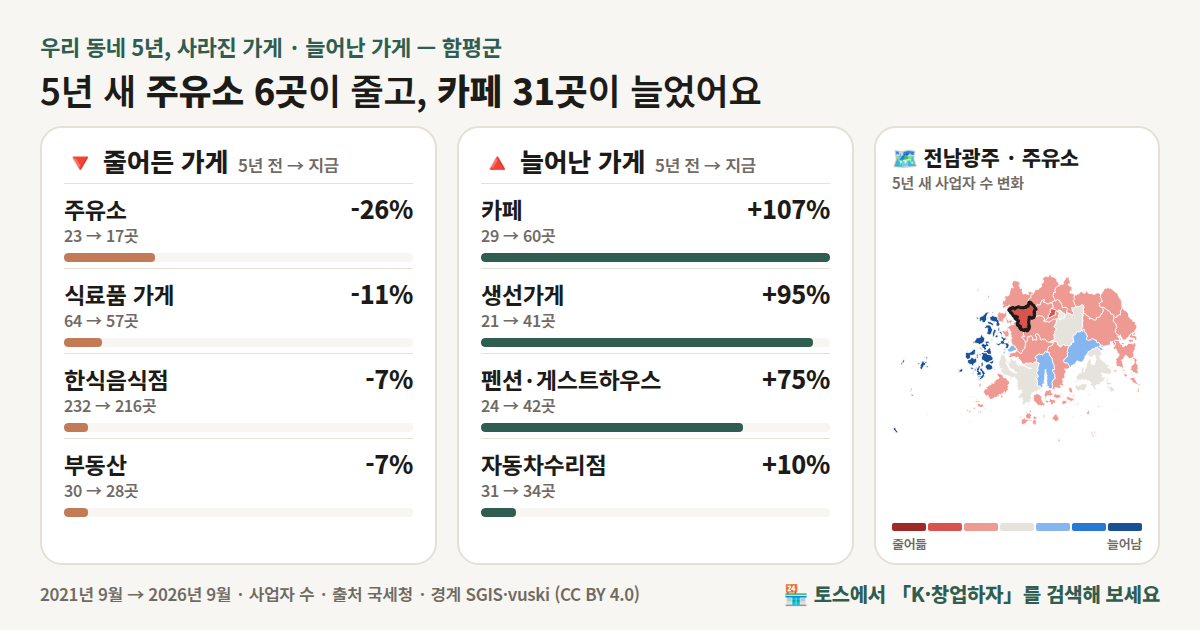 우리 동네 5년, 사라진 가게 · 늘어난 가게 — 함평군
5년 새 주유소 6곳이 줄고, 카페 31곳이 늘었어요
🔻 줄어든 가게 5년 전 → 지금
주유소 -26%
23 → 17곳
식료품 가게 -11%
64 → 57곳
한식음식점 -7%
232 → 216곳
부동산 -7%
30 → 28곳
🔺 늘어난 가게 5년 전 → 지금
카페 +107%
29 → 60곳
생선가게 +95%
21 → 41곳
펜션·게스트하우스 +75%
24 → 42곳
자동차수리점 +10%
31 → 34곳
🗺️ 전남광주 · 주유소
5년 새 사업자 수 변화
줄어듦 늘어남
2021년 9월 → 2026년 9월 · 사업자 수 · 출처 국세청 · 경계 SGIS·vuski (CC BY 4.0)
🏪 토스에서 「K·창업하자」를 검색해 보세요